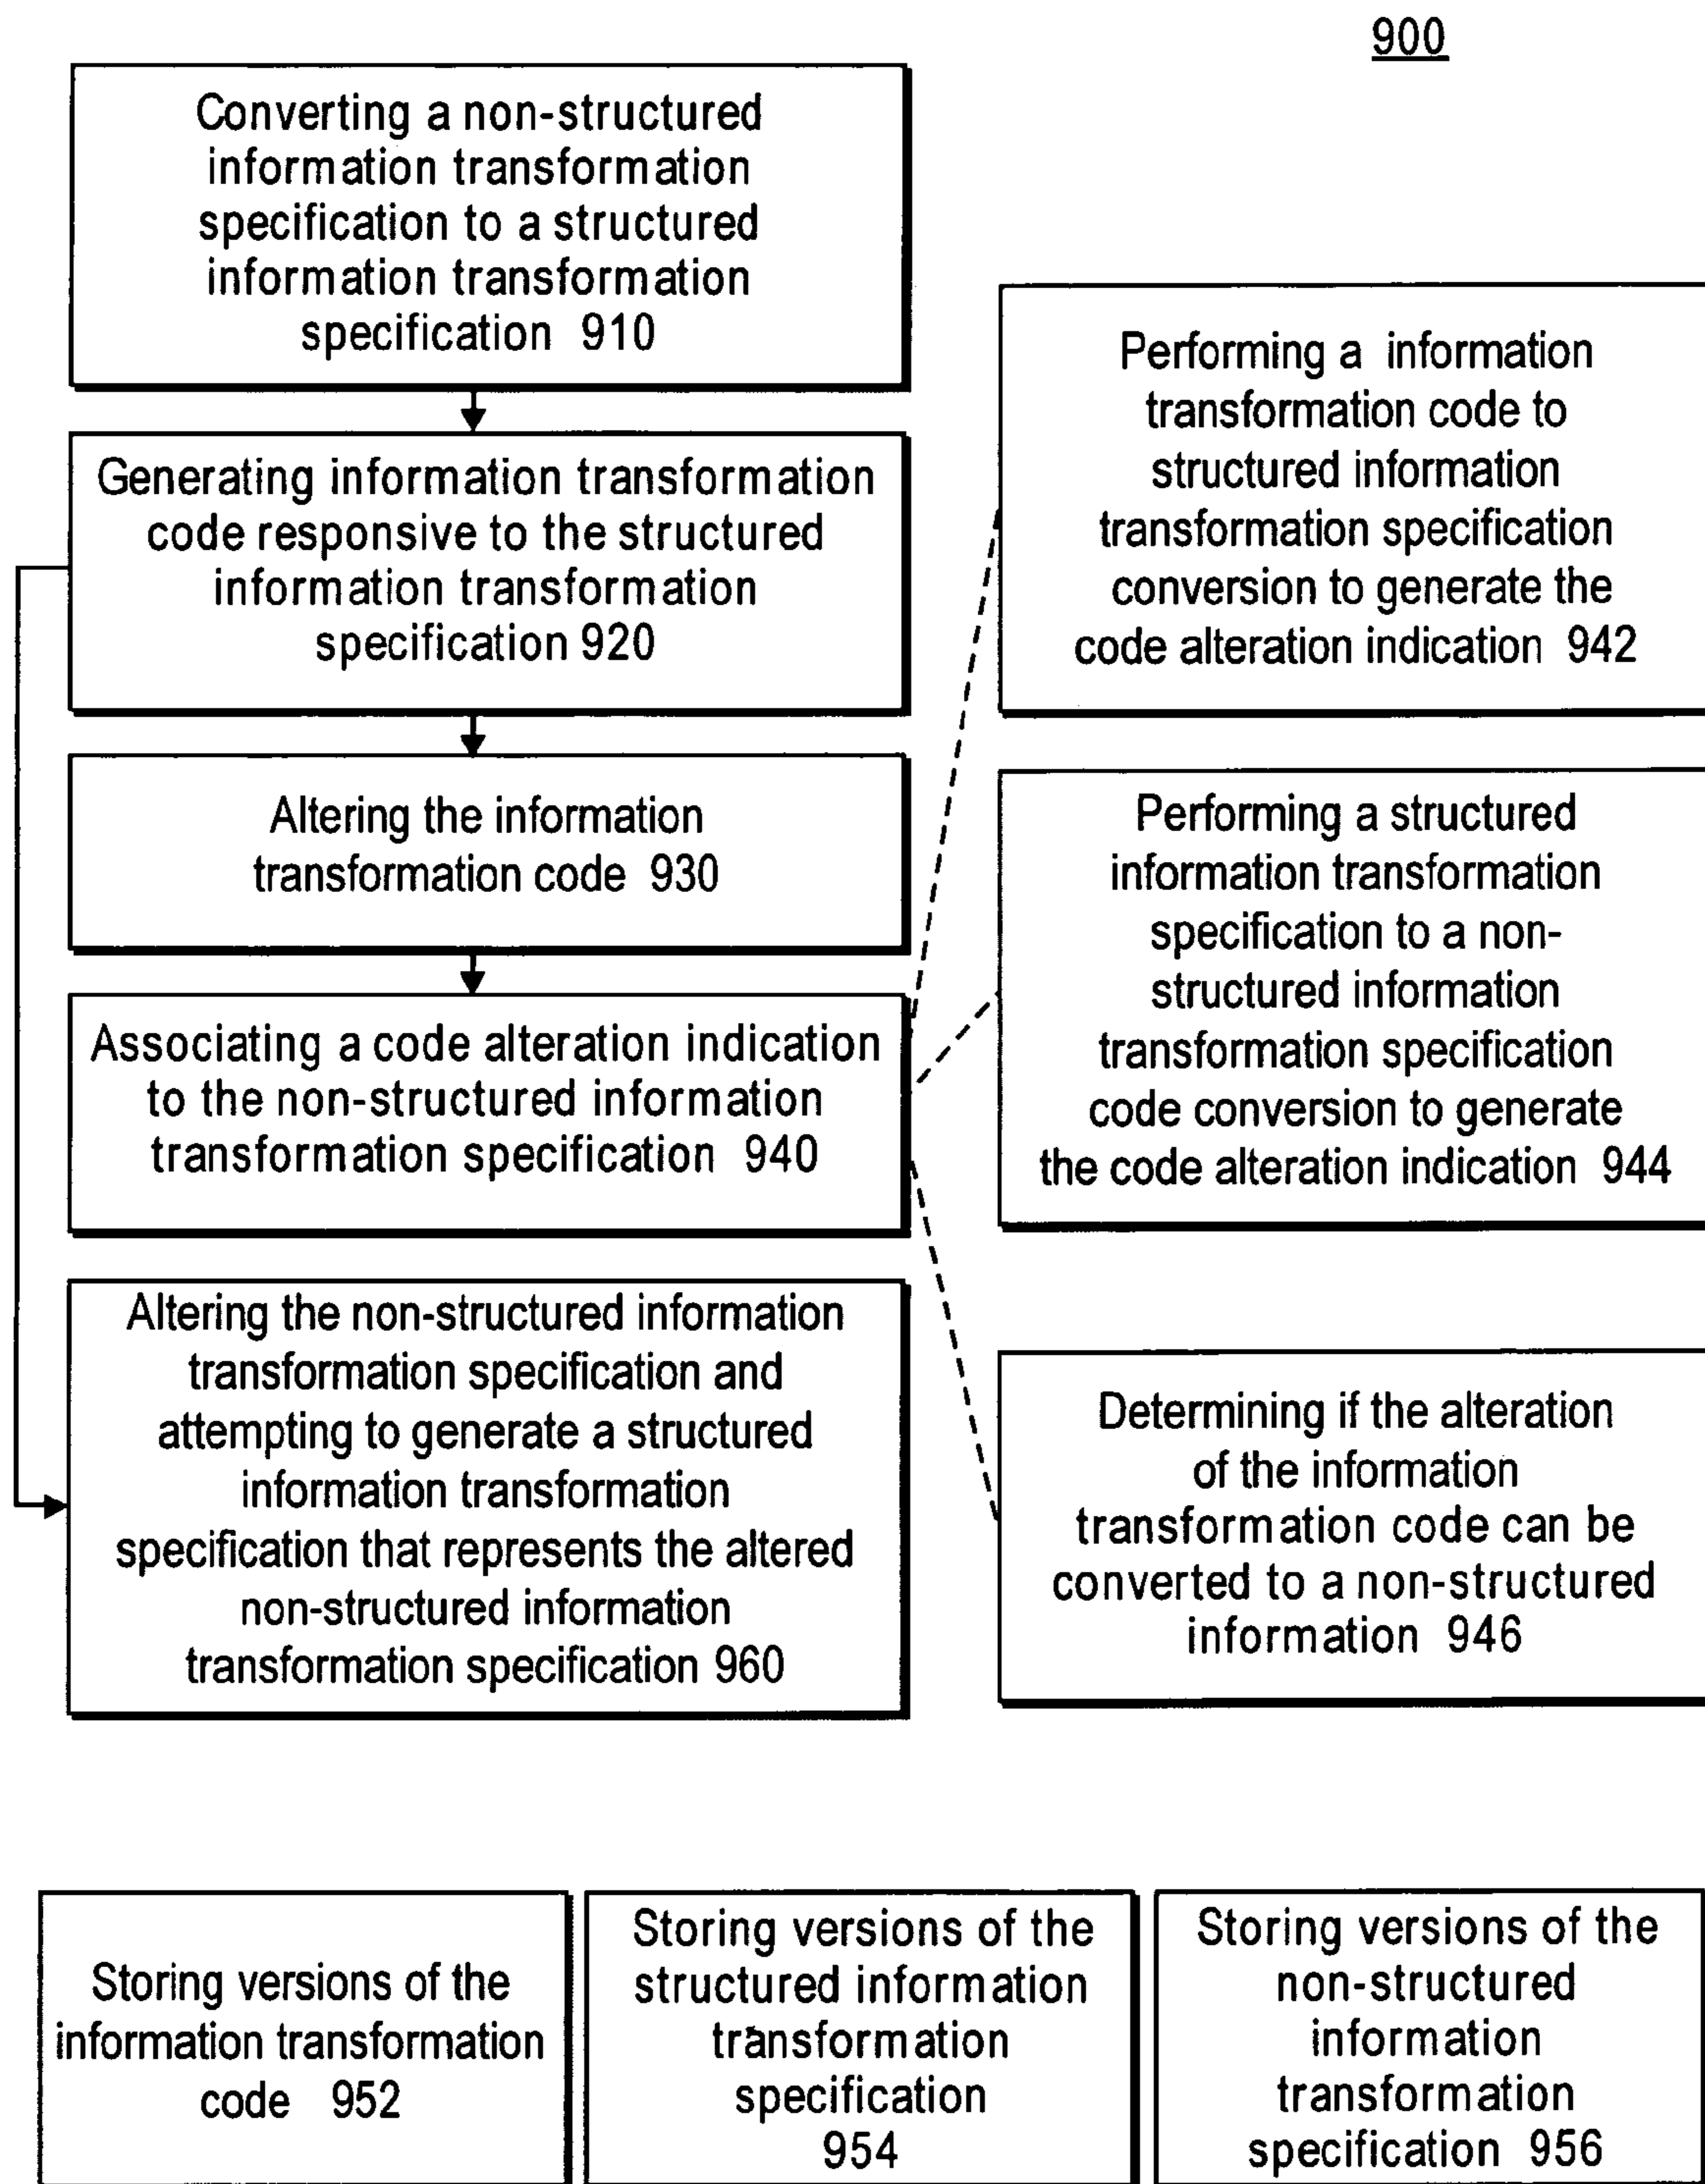 900
Converting a non-structured
information transformation
specification to a structured
information transformation
specification 910
Generating information transformation
code responsive to the structured
information transformation
specification 920
Altering the information
transformation code 930
Associating a code alteration indication
to the non-structured information
transformation specification 940
Altering the non-structured information
transformation specification and
attempting to generate a structured
information transformation
specification that represents the altered
non-structured information
transformation specification 960
Performing a information
transformation code to
structured information
transformation specification
conversion to generate the
code alteration indication 942
Performing a structured
information transformation
specification to a non-
structured information
transformation specification
code conversion to generate
the code alteration indication 944
Determining if the alteration
of the information
transformation code can be
converted to a non-structured
information 946
Storing versions of the
information transformation
code 952
Storing versions of the
structured information
transformation
specification
954
Storing versions of the
non-structured
information
transformation
specification 956